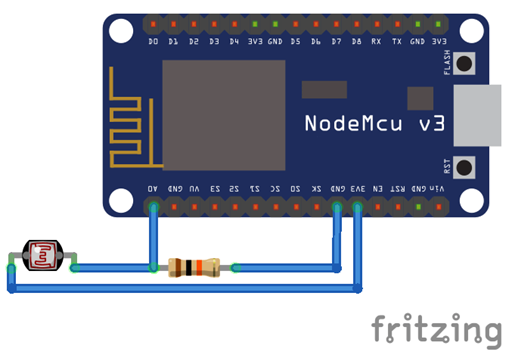 D0 D1 D2 D3 D4 3V3 GND D5 D6 D7 D8 RX TX GND 3V3
FLASH
NodeMcu v3
RST
A0 GND VU S3 S2 S1 SC S0 SK GND 3V3 EN RST GND Vin
fritzing